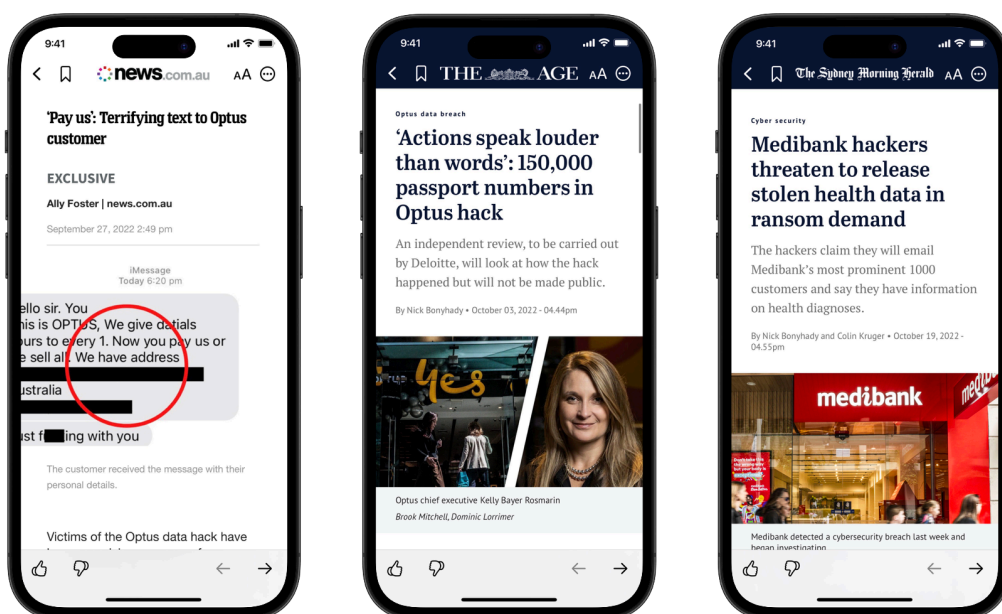 9:41
news.com.au
AA
'Pay us': Terrifying text to Optus
customer
EXCLUSIVE
Ally Foster | news.com.au
September 27, 2022 2:49 pm
iMessage
Today 6:20 pm
ello sir. You
his is OPTUS, We give datials
ours to every 1. Now you pay us or
e sell all. We have address
ustralia
ust f ing with you
The customer received the message with their
personal details.
Victims of the Optus data hack have
9:41
THE AGE
AA
Optus data breach
'Actions speak louder
than words': 150,000
passport numbers in
Optus hack
An independent review, to be carried out
by Deloitte, will look at how the hack
happened but will not be made public.
By Nick Bonyhady • October 03, 2022 - 04.44pm
yes
Optus chief executive Kelly Bayer Rosmarin
Brook Mitchell, Dominic Lorrimer
9:41
The Sydney Morning Herald
AA
Cyber security
Medibank hackers
threaten to release
stolen health data in
ransom demand
The hackers claim they will email
Medibank's most prominent 1000
customers and say they have information
on health diagnoses.
By Nick Bonyhady and Colin Kruger • October 19, 2022 -
04.55pm
medibank
medib
Medibank detected a cybersecurity breach last week and
began investigating